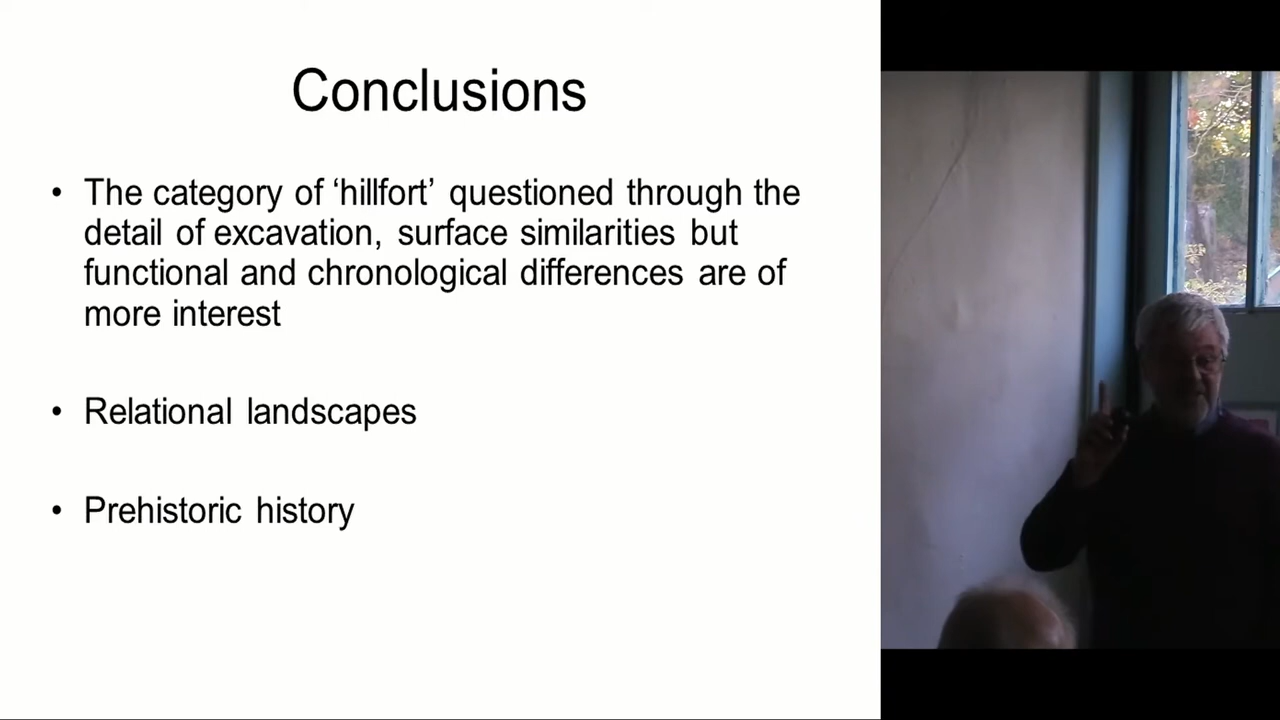 Conclusions
• The category of ‘hillfort’ questioned through the
detail of excavation, surface similarities but
functional and chronological differences are of
more interest
• Relational landscapes
• Prehistoric history